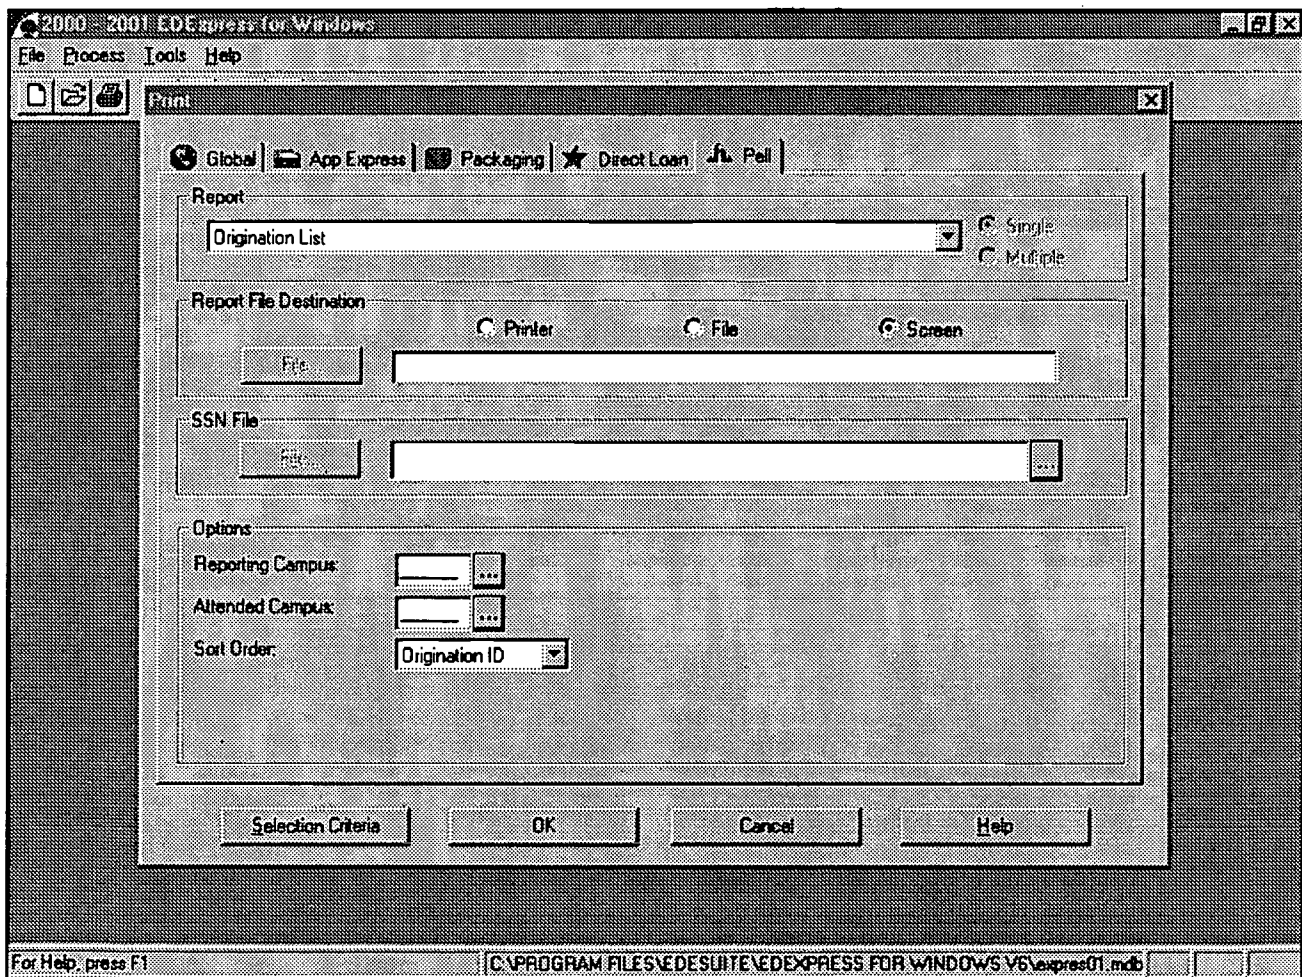 2000 - 2001 EDExpress for Windows
File Process Tools Help
Print
Global App Express Packaging Direct Loan Pell
Report
Origination List
Single
Multiple
Report File Destination
Printer File Screen
File...
SSN File
File...
...
Options
Reporting Campus: ...
Attended Campus: ...
Sort Order: Origination ID
Selection Criteria OK Cancel Help
For Help, press F1 C:\PROGRAM FILES\EDESUITE\EDEXPRESS FOR WINDOWS V6\expres01.mdb